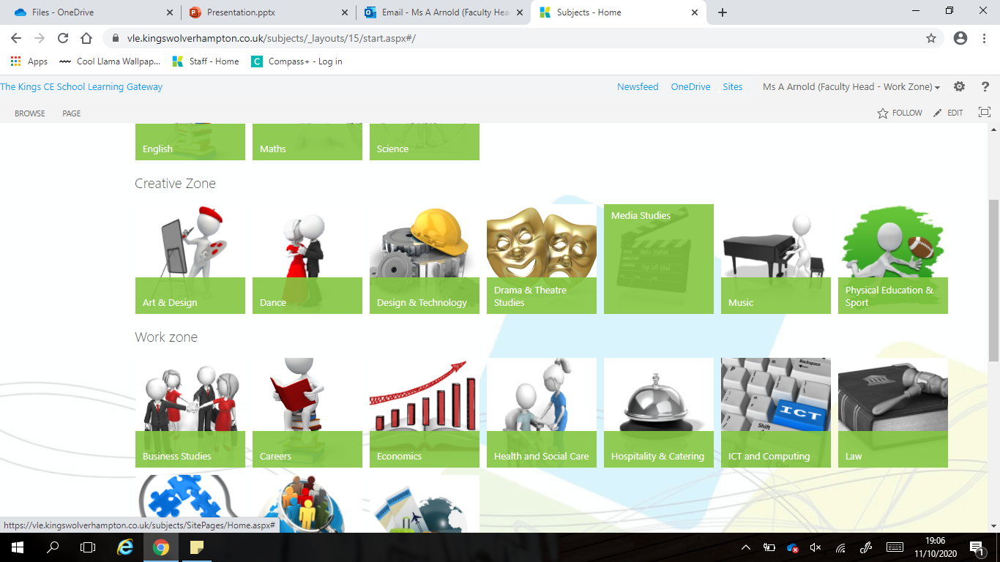 Files - OneDrive
Presentation.pptx
Email - Ms A Arnold (Faculty Hea
Subjects - Home
vle.kingswolverhampton.co.uk/subjects/_layouts/15/start.aspx#/
Apps
Cool Llama Wallpap...
Staff - Home
C
Compass+ - Log in
The Kings CE School Learning Gateway
Newsfeed
OneDrive
Sites
Ms A Arnold (Faculty Head - Work Zone)
BROWSE
PAGE
FOLLOW
EDIT
English
Maths
Science
Creative Zone
Art & Design
Dance
Design & Technology
Drama & Theatre
Studies
Media Studies
Music
Physical Education &
Sport
Work zone
Business Studies
Careers
Economics
Health and Social Care
Hospitality & Catering
Backspace
P
Shift
ICT
ICT and Computing
Law
https://vle.kingswolverhampton.co.uk/subjects/SitePages/Home.aspx#
19:06
11/10/2020
1